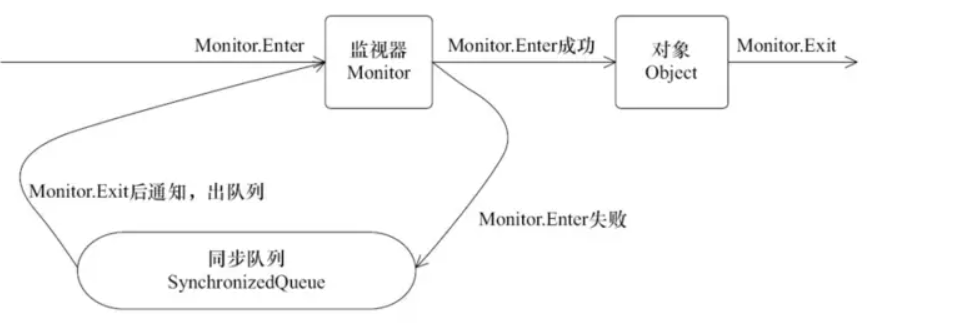 Monitor.Enter
监视器
Monitor
Monitor.Enter成功
对象
Object
Monitor.Exit
Monitor.Exit后通知，出队列
Monitor.Enter失败
同步队列
SynchronizedQueue